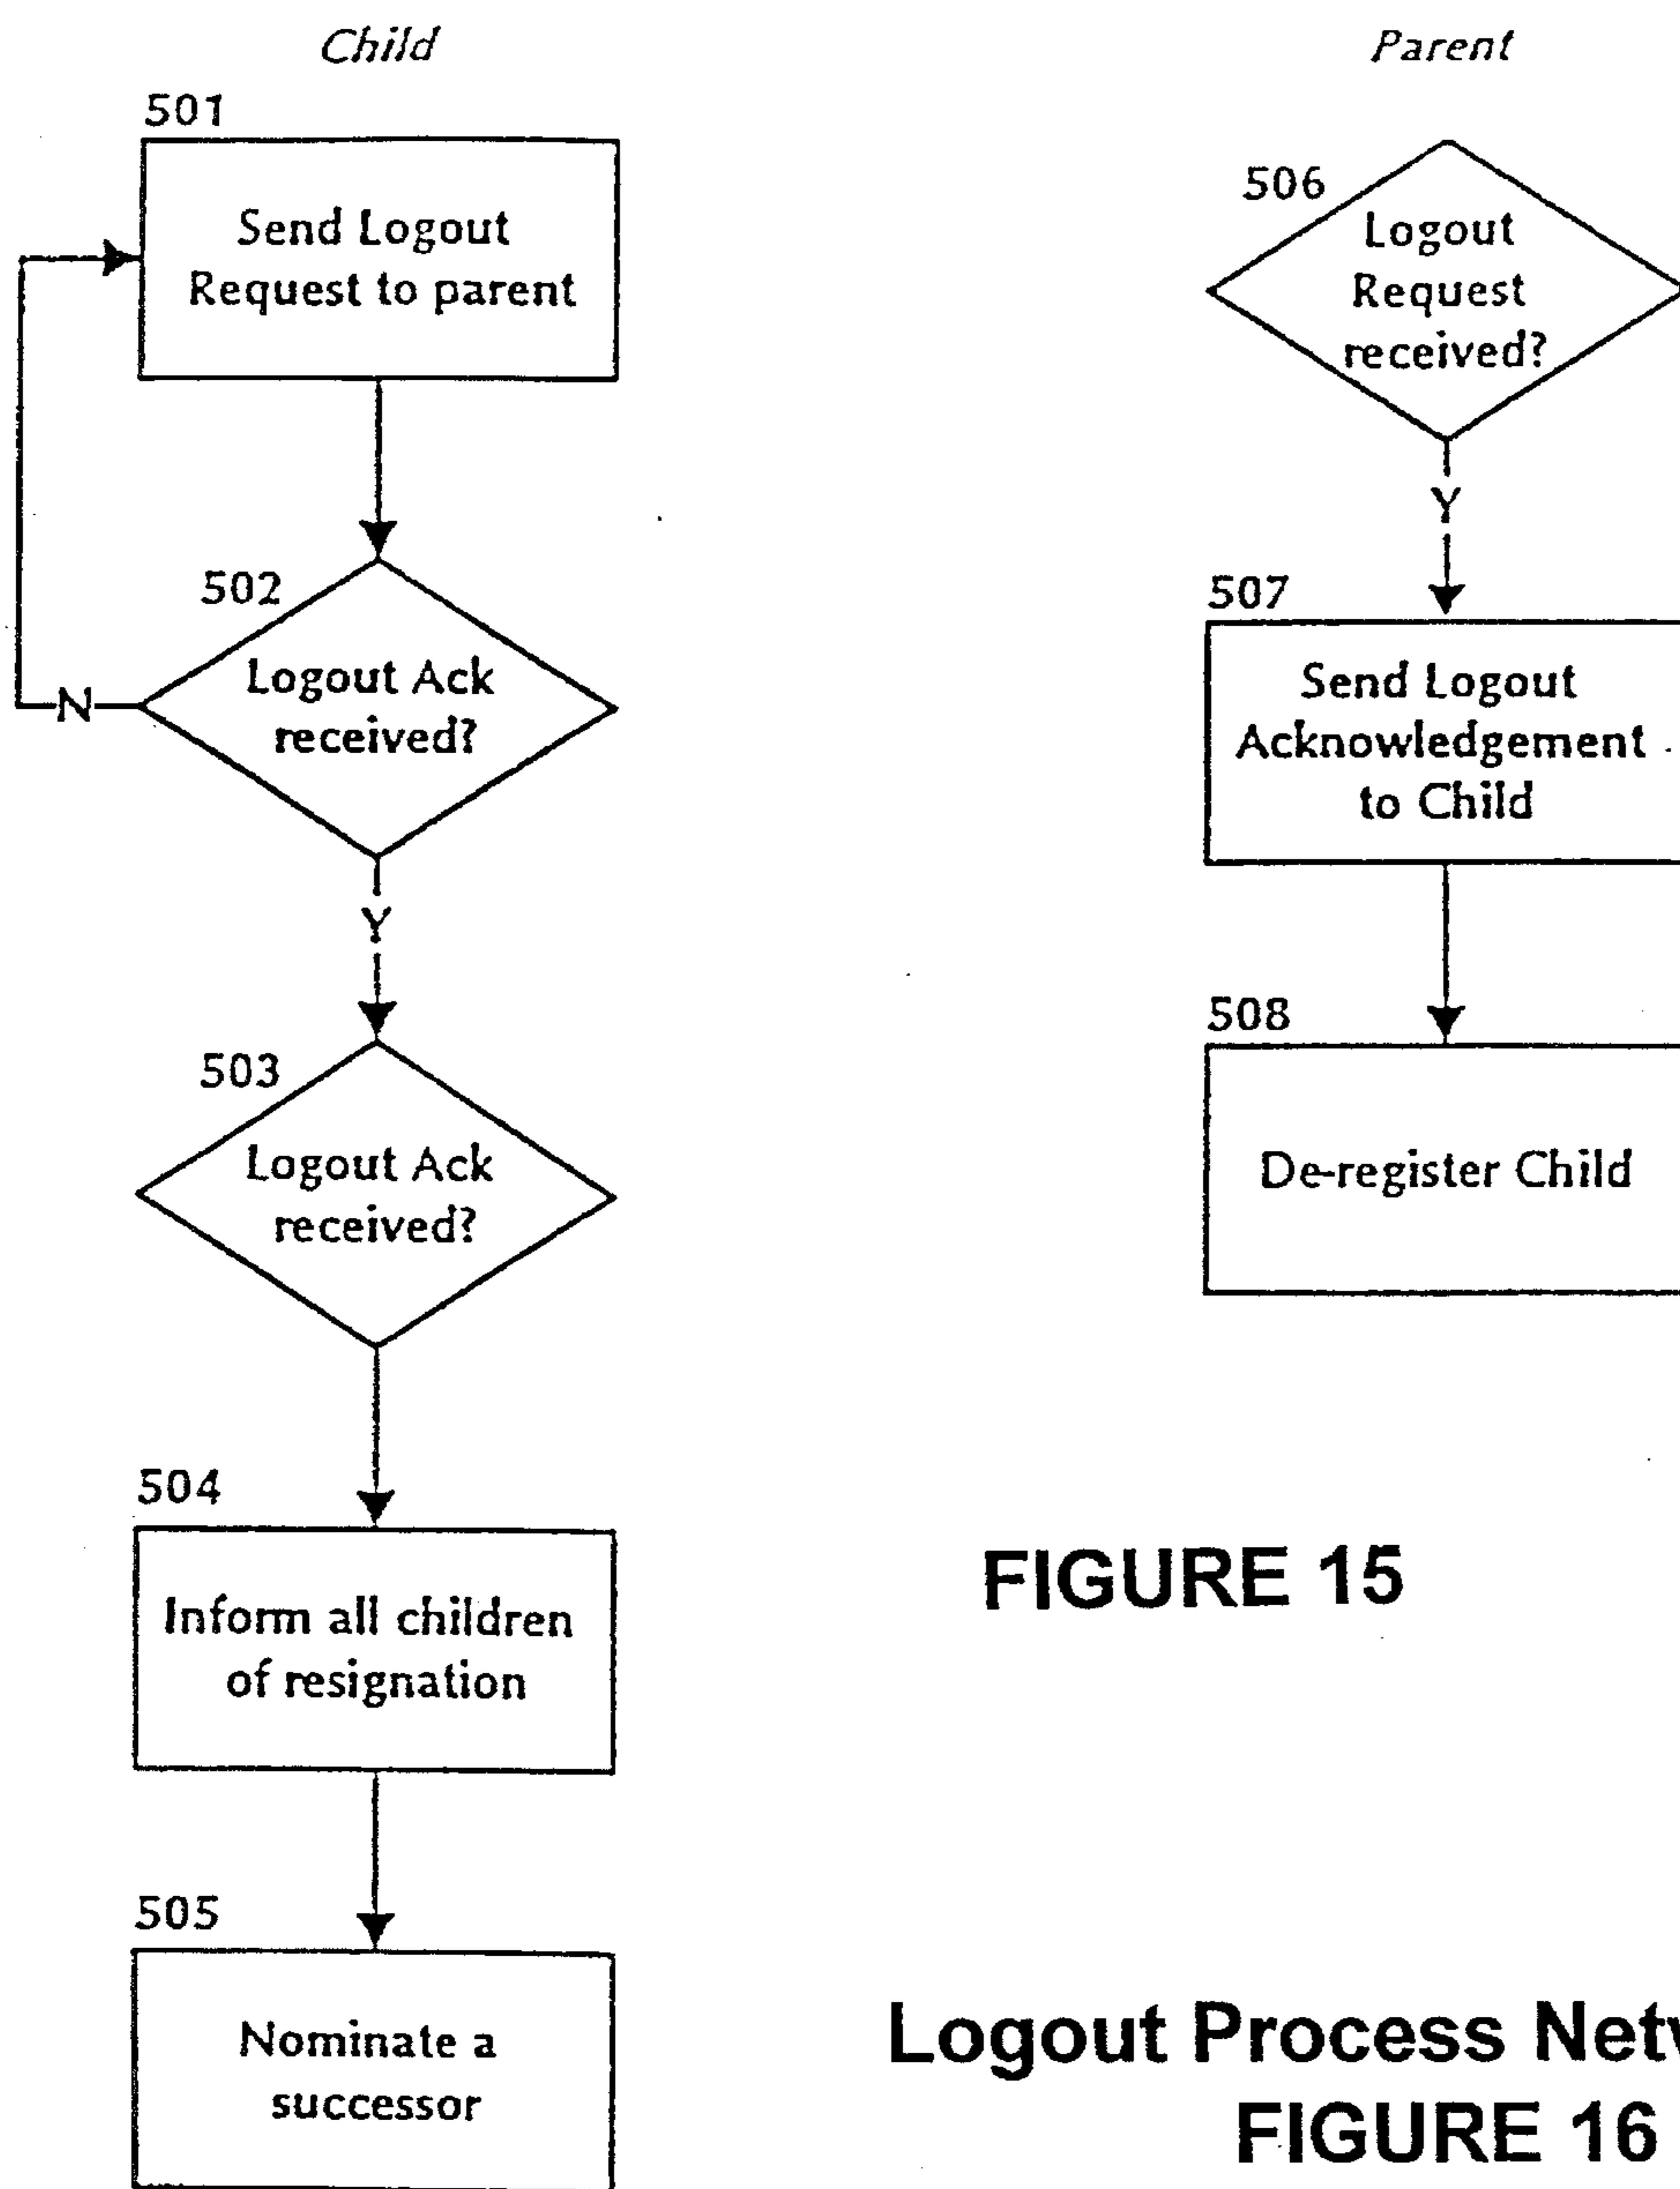 Child
501
Send Logout
Request to parent
502
Logout Ack
received?
N
Y
503
Logout Ack
received?
504
Inform all children
of resignation
505
Nominate a
successor
Parent
506
Logout
Request
received?
Y
507
Send Logout
Acknowledgement
to Child
508
De-register Child
FIGURE 15
Logout Process
FIGURE 16